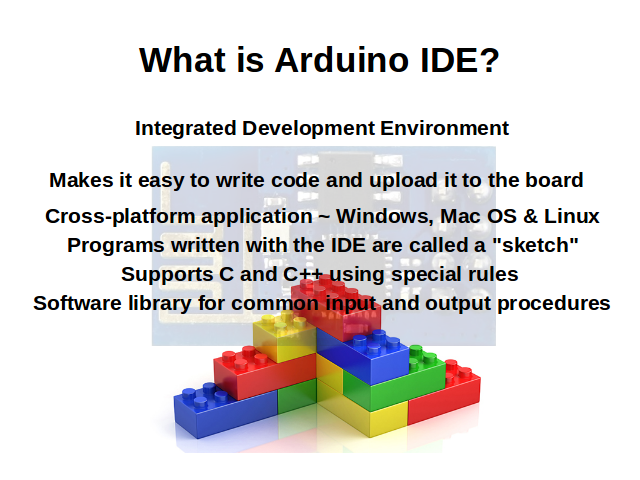 What is Arduino IDE?
Integrated Development Environment
Makes it easy to write code and upload it to the board
Cross-platform application ~ Windows, Mac OS & Linux
Programs written with the IDE are called a "sketch"
Supports C and C++ using special rules
Software library for common input and output procedures